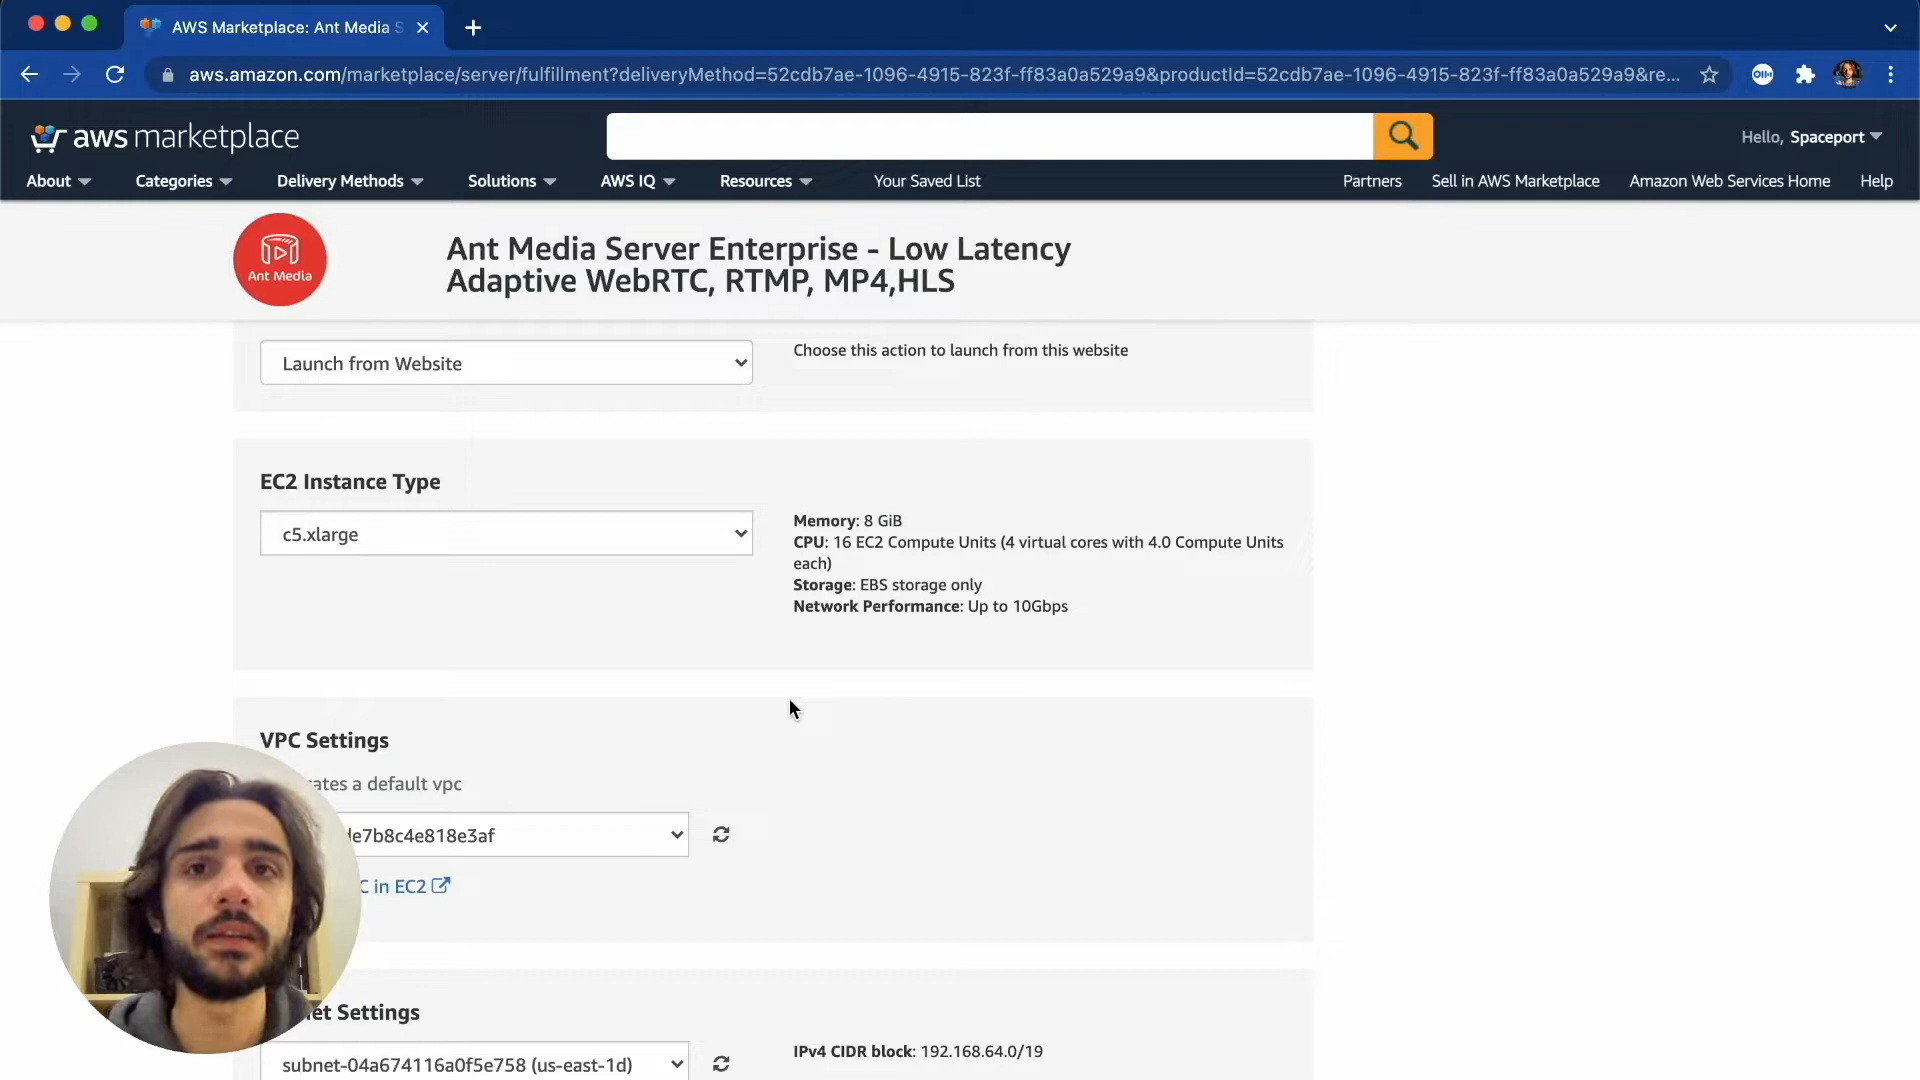 AWS Marketplace: Ant Media S
aws.amazon.com/marketplace/server/fulfillment?deliveryMethod=52cdb7ae-1096-4915-823f-ff83a0a529a9&productId=52cdb7ae-1096-4915-823f-ff83a0a529a9&re...
aws marketplace
Hello, Spaceport
About Categories Delivery Methods Solutions AWS IQ Resources Your Saved List Partners Sell in AWS Marketplace Amazon Web Services Home Help
Ant Media
Ant Media Server Enterprise - Low Latency
Adaptive WebRTC, RTMP, MP4,HLS
Launch from Website
Choose this action to launch from this website
EC2 Instance Type
c5.xlarge
Memory: 8 GiB
CPU: 16 EC2 Compute Units (4 virtual cores with 4.0 Compute Units
each)
Storage: EBS storage only
Network Performance: Up to 10Gbps
VPC Settings
ates a default vpc
e7b8c4e818e3af
C in EC2
et Settings
subnet-04a674116a0f5e758 (us-east-1d)
IPv4 CIDR block: 192.168.64.0/19